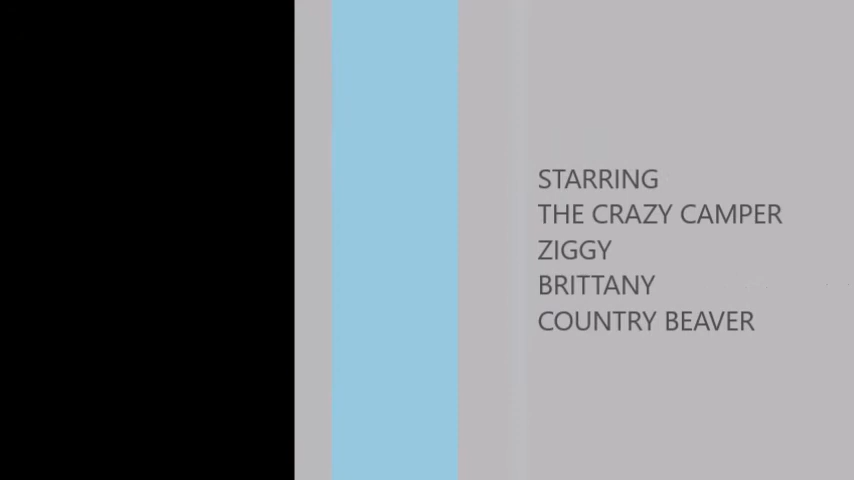 STARRING
THE CRAZY CAMPER
ZIGGY
BRITTANY
COUNTRY BEAVER